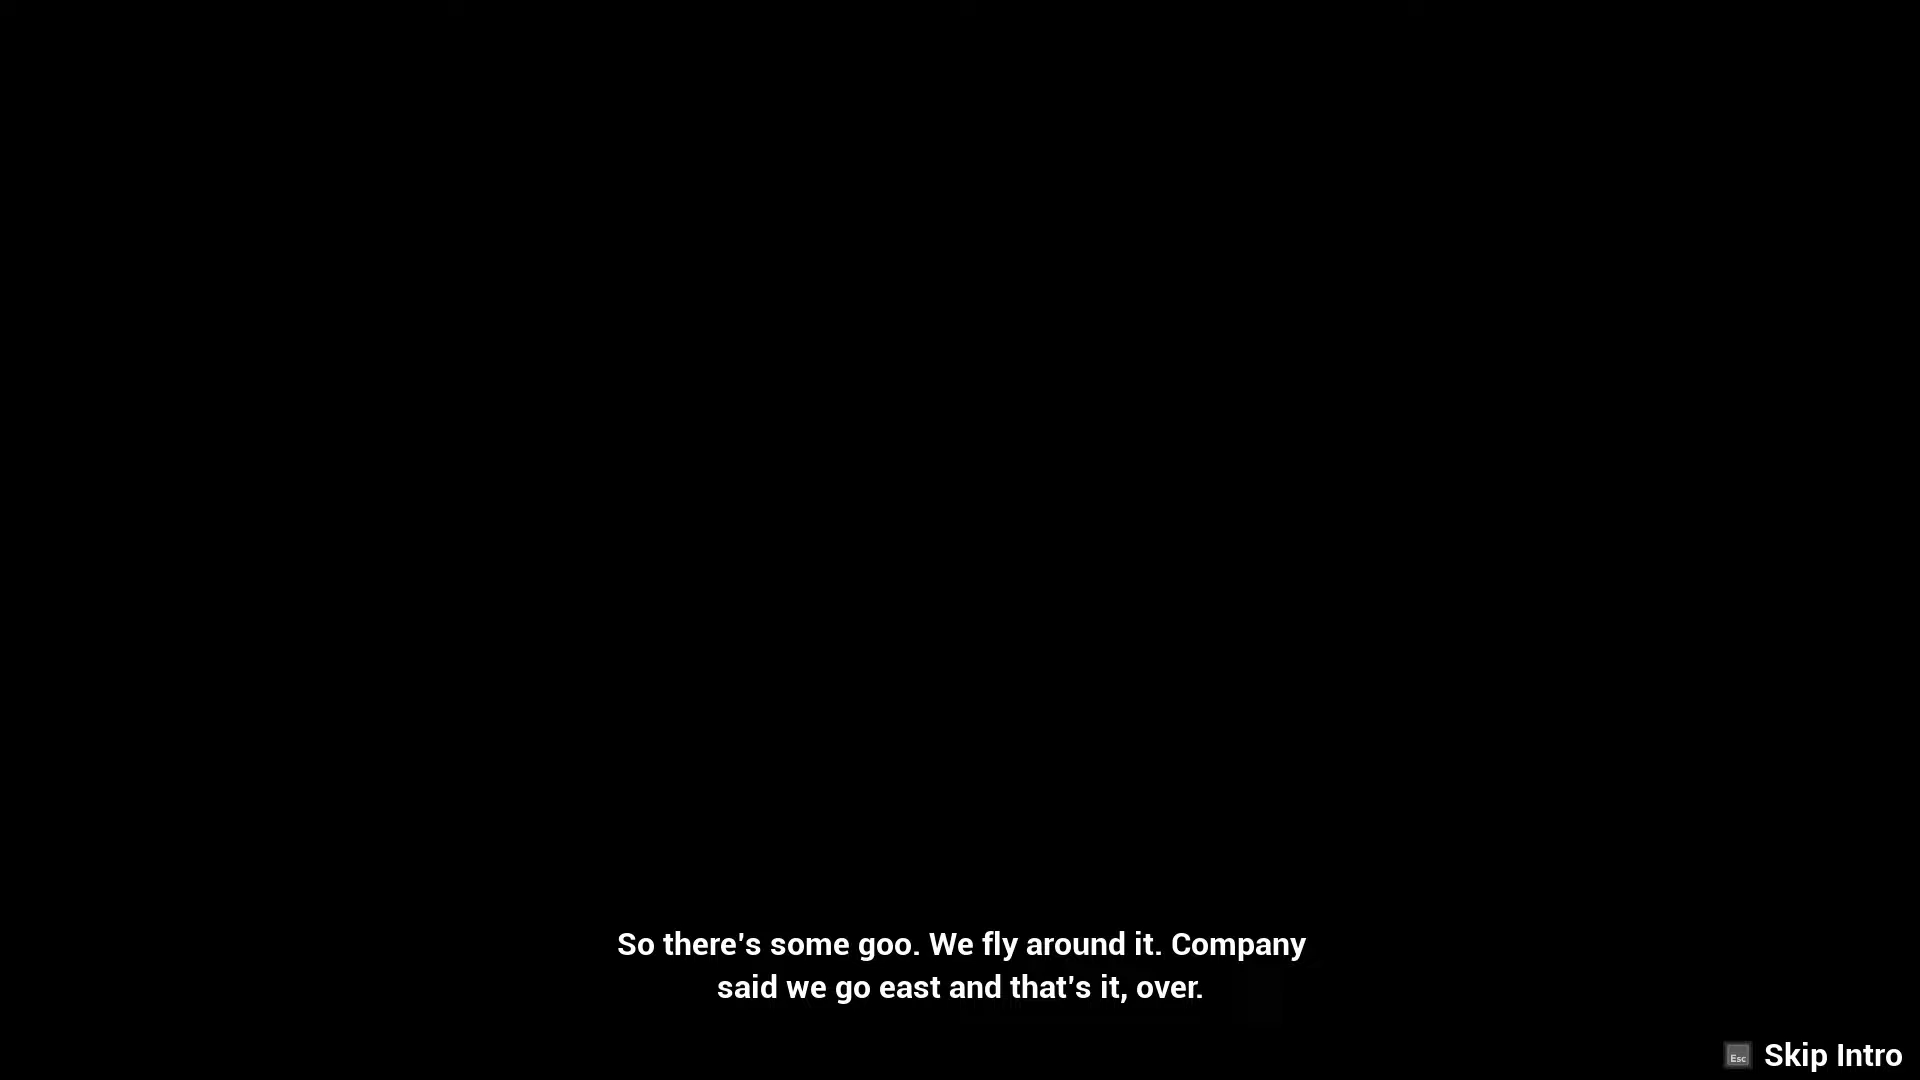 So there's some goo. We fly around it. Company
said we go east and that's it, over.
Esc Skip Intro